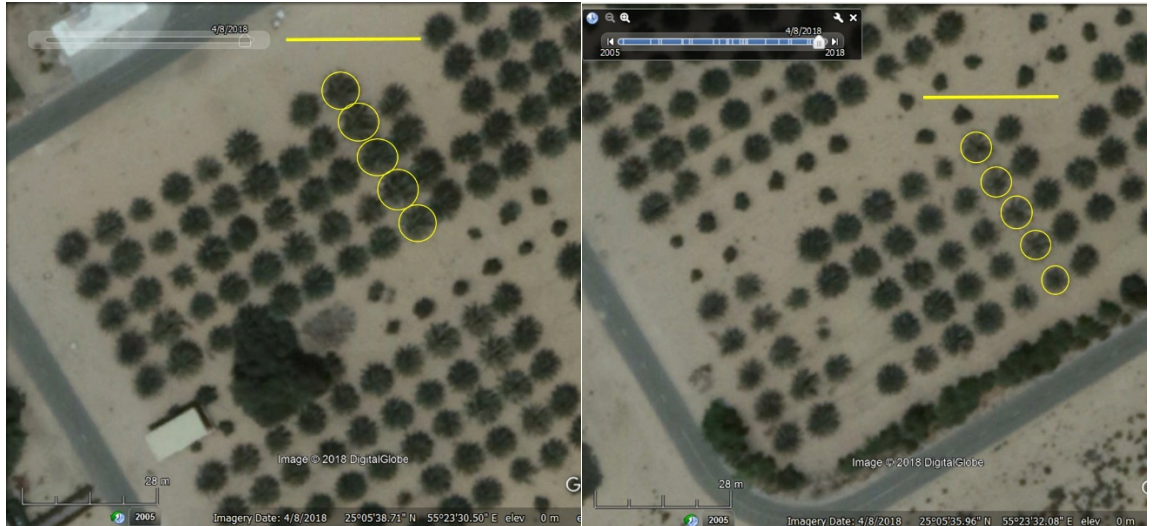 4/8/2018
Image © 2018 DigitalGlobe
28 m
2005
Imagery Date: 4/8/2018 25°05'38.71" N 55°23'30.50" E elev 0 m
4/8/2018
2005 2018
Image © 2018 DigitalGlobe
28 m
2005
Imagery Date: 4/8/2018 25°05'35.96" N 55°23'32.08" E elev 0 m